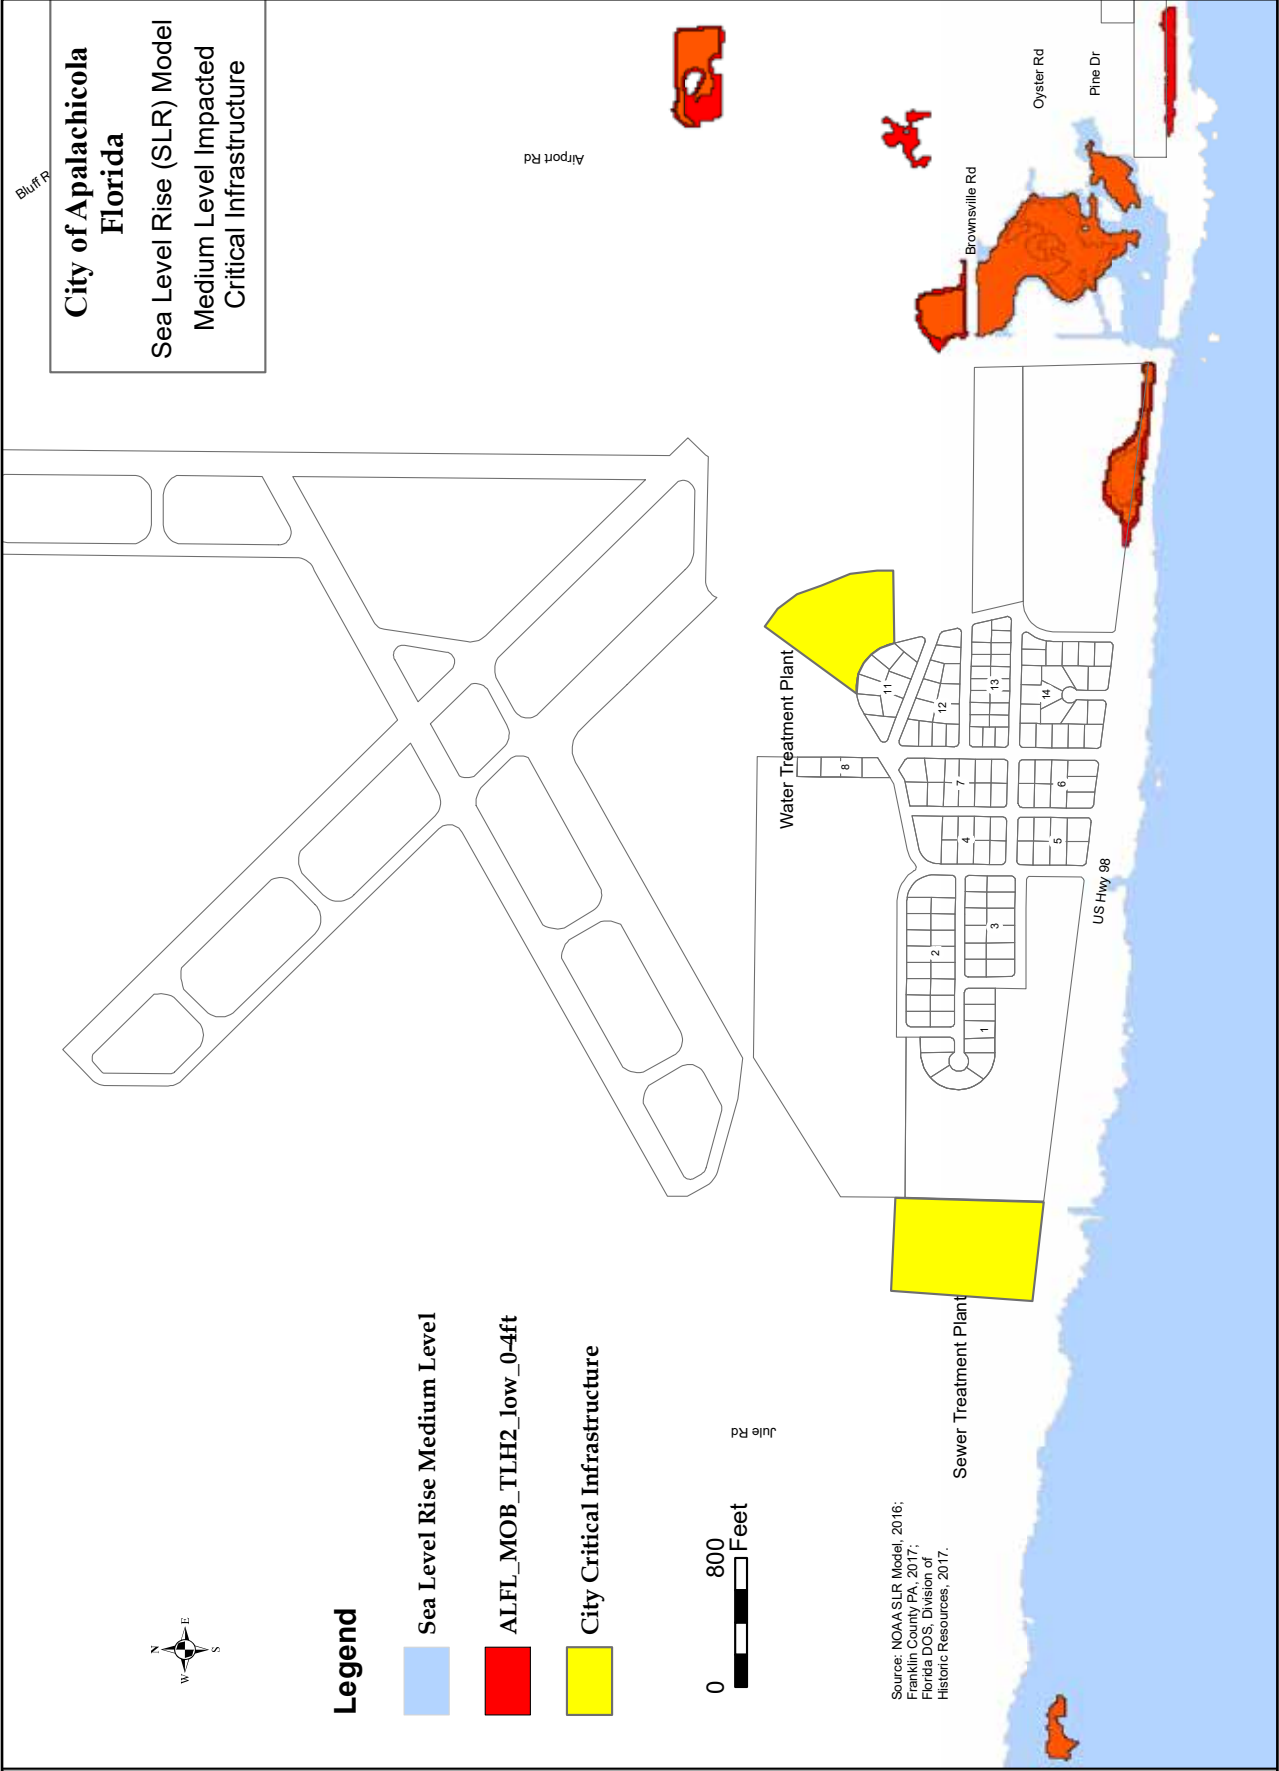 City of Apalachicola
Florida
Sea Level Rise (SLR) Model
Medium Level Impacted
Critical Infrastructure
Bluff R
Airport Rd
Oyster Rd
Pine Dr
Brownsville Rd
Water Treatment Plant
11
12
13
14
8
7
6
4
5
2
3
1
US Hwy 98
Sewer Treatment Plant
Jule Rd
N
W
E
S
Legend
Sea Level Rise Medium Level
ALFL_MOB_TLH2_low_0-4ft
City Critical Infrastructure
0
800
Feet
Source: NOAA SLR Model, 2016;
Franklin County PA, 2017;
Florida DOS, Division of
Historic Resources, 2017.